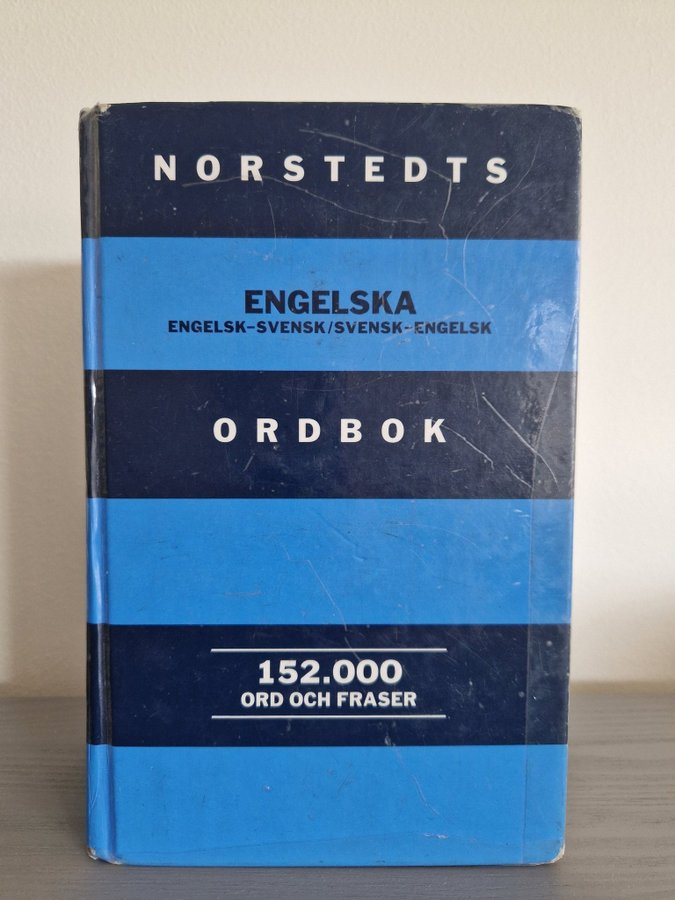 NORSTEDTS
ENGELSKA
ENGELSK–SVENSK/SVENSK–ENGELSK
ORDBOK
152.000
ORD OCH FRASER